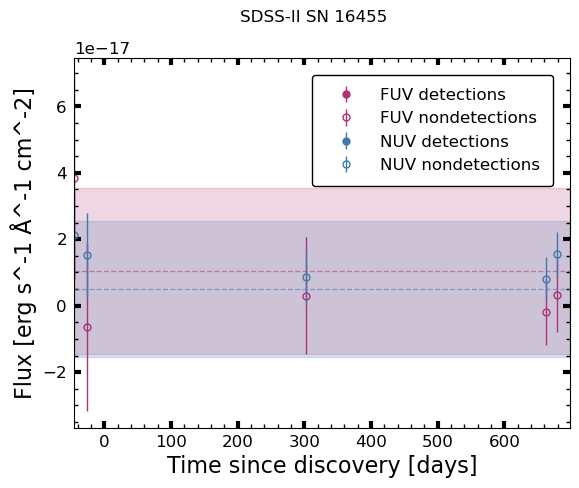 SDSS-II SN 16455
1e−17
FUV detections
FUV nondetections
NUV detections
NUV nondetections
6
4
2
0
−2
Flux [erg s^-1 Å^-1 cm^-2]
0 100 200 300 400 500 600
Time since discovery [days]